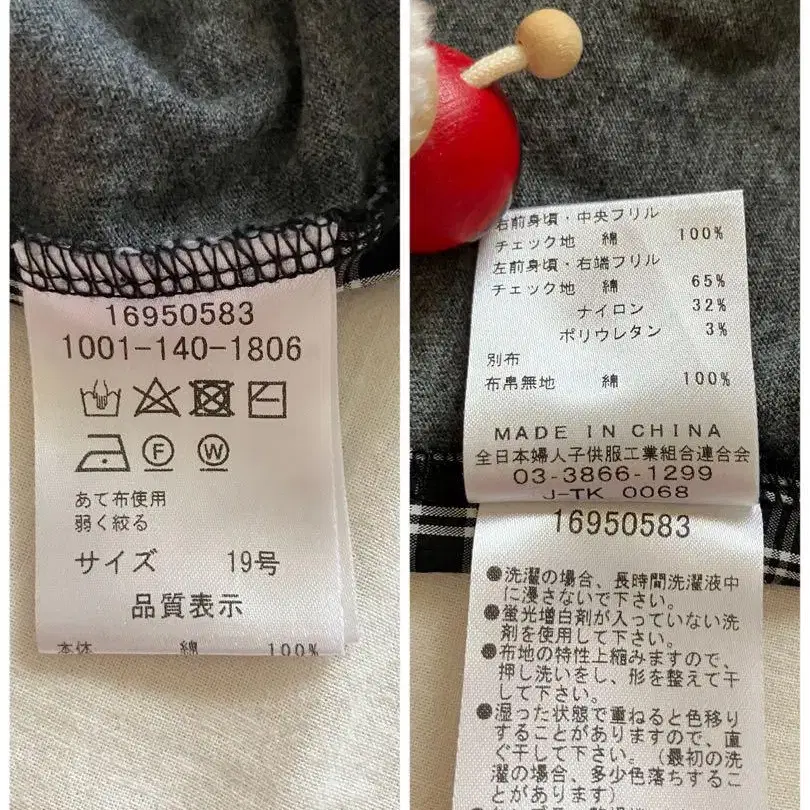 16950583
1001-140-1806
F W
あて布使用
弱く絞る
サイズ 19号
品質表示
本体 綿 100%
右前身頃・中央フリル
チェック地 綿 100%
左前身頃・右端フリル
チェック地 綿 65%
ナイロン 32%
ポリウレタン 3%
別布
布帛無地 綿 100%
MADE IN CHINA
全日本婦人子供服工業組合連合会
03-3866-1299
J-TK 0068
16950583
●洗濯の場合、長時間洗濯液中
に浸さないで下さい。
●蛍光増白剤が入っていない洗
剤を使用して下さい。
●布地の特性上縮みますので、
押し洗いをし、形を整えて干
して下さい。
●湿った状態で重ねると色移り
することがありますので、直
ぐ干して下さい。（最初の洗
濯の場合、多少色落ちするこ
とがあります）